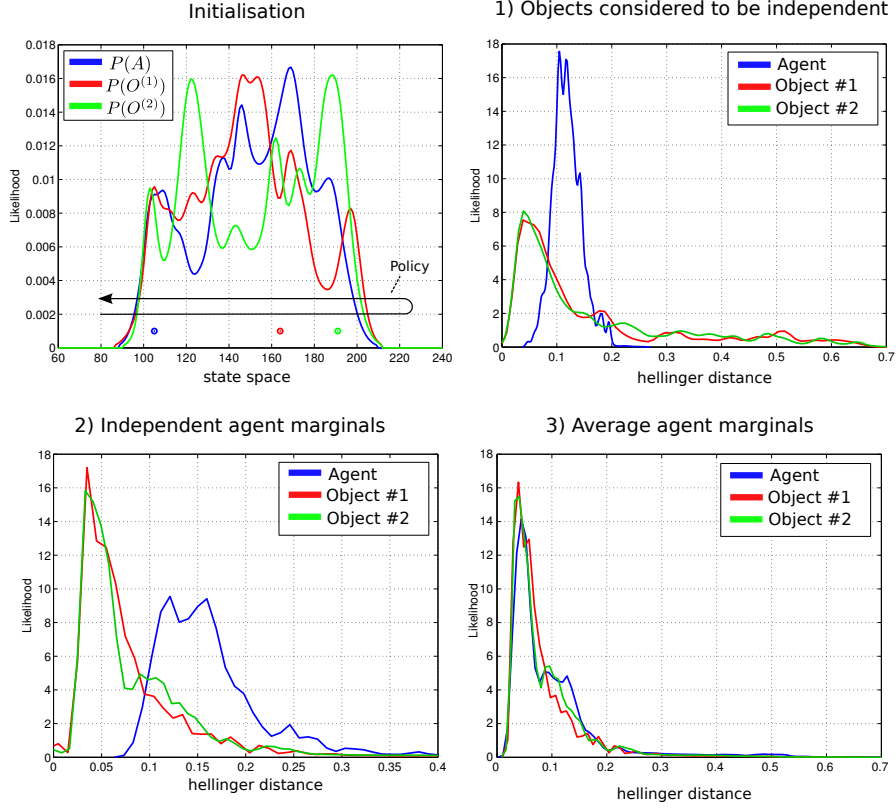 Initialisation
0.018
0.016
0.014
0.012
0.01
0.008
0.006
0.004
0.002
0
Likelihood
P(A)
P(O^{(1)})
P(O^{(2)})
Policy
60 80 100 120 140 160 180 200 220 240
state space
1) Objects considered to be independent
18
16
14
12
10
8
6
4
2
0
Likelihood
Agent
Object #1
Object #2
0 0.1 0.2 0.3 0.4 0.5 0.6 0.7
hellinger distance
2) Independent agent marginals
18
16
14
12
10
8
6
4
2
0
Likelihood
Agent
Object #1
Object #2
0 0.05 0.1 0.15 0.2 0.25 0.3 0.35 0.4
hellinger distance
3) Average agent marginals
18
16
14
12
10
8
6
4
2
0
Likelihood
Agent
Object #1
Object #2
0 0.1 0.2 0.3 0.4 0.5 0.6 0.7
hellinger distance